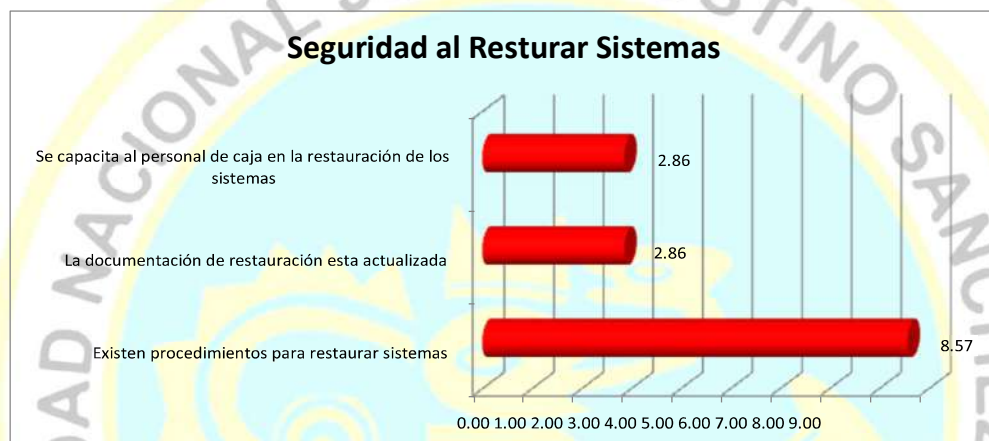 Seguridad al Resturar Sistemas
Se capacita al personal de caja en la restauración de los
sistemas
2.86
La documentación de restauración esta actualizada
2.86
Existen procedimientos para restaurar sistemas
8.57
0.00 1.00 2.00 3.00 4.00 5.00 6.00 7.00 8.00 9.00
NACIONAL